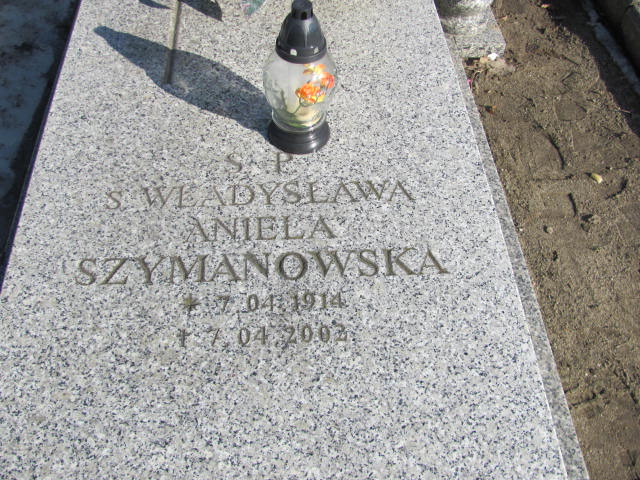 S. P.
S. WŁADYSŁAWA
ANIELA
SZYMANOWSKA
* 7.04.1914
† 7.04.2002